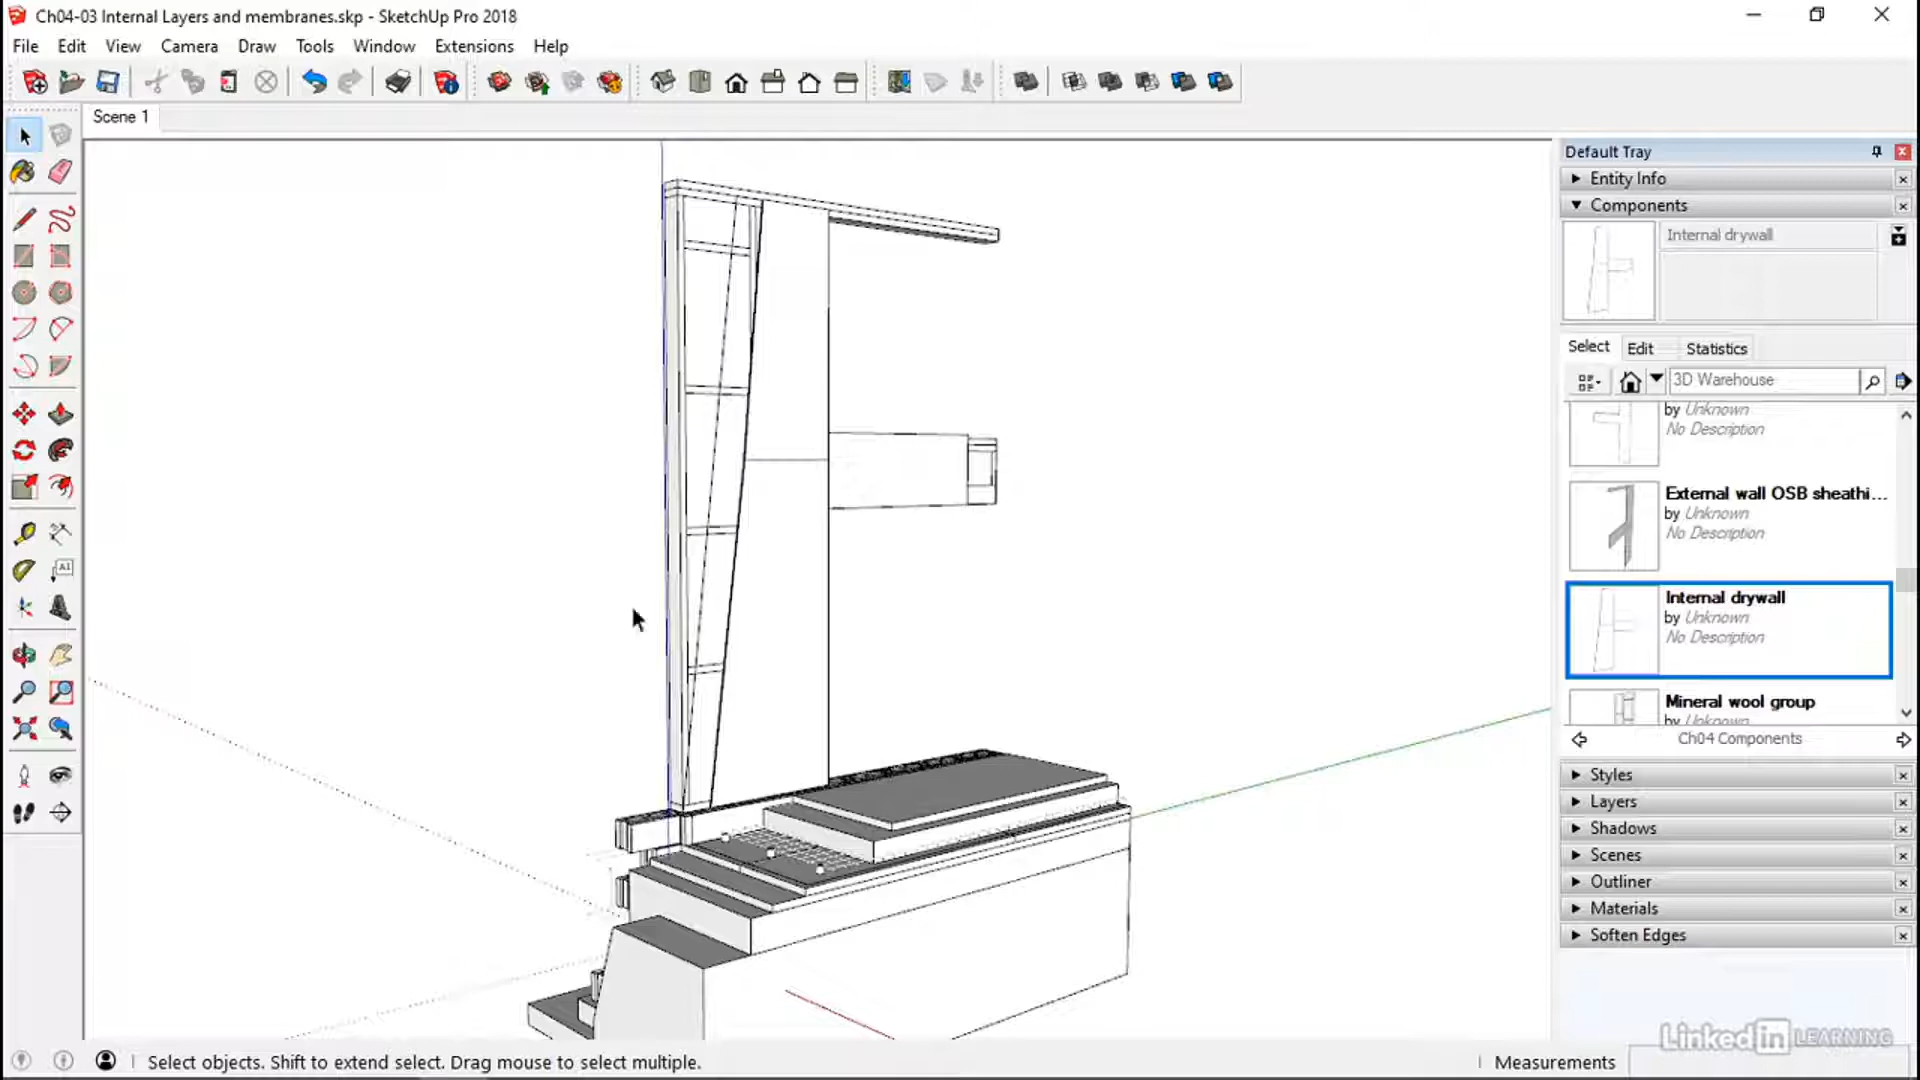 Ch04-03 Internal Layers and membranes.skp - SketchUp Pro 2018
File Edit View Camera Draw Tools Window Extensions Help
Scene 1
Default Tray
Entity Info
Components
Internal drywall
Select Edit Statistics
3D Warehouse
by Unknown
No Description
External wall OSB sheathi...
by Unknown
No Description
Internal drywall
by Unknown
No Description
Mineral wool group
by Unknown
Ch04 Components
Styles
Layers
Shadows
Scenes
Outliner
Materials
Soften Edges
A1
Select objects. Shift to extend select. Drag mouse to select multiple.
Measurements
LinkedIn LEARNING